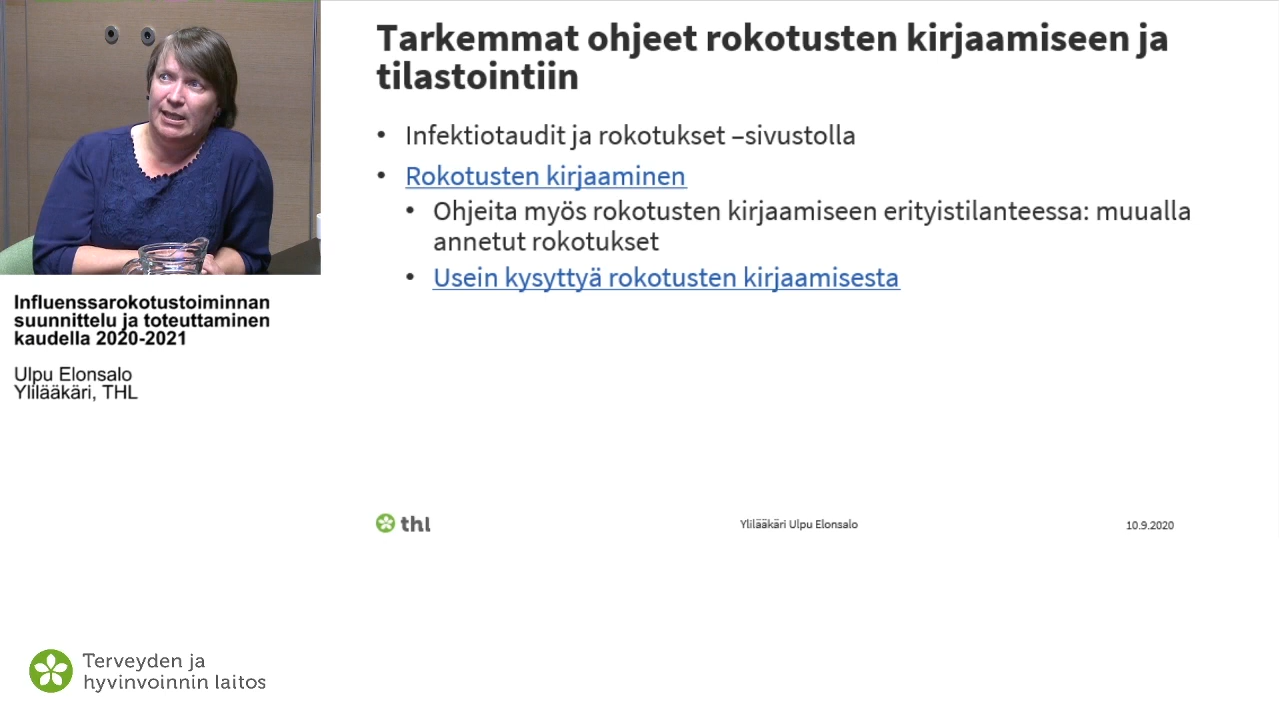 Tarkemmat ohjeet rokotusten kirjaamiseen ja
tilastointiin
• Infektiotaudit ja rokotukset –sivustolla
• Rokotusten kirjaaminen
• Ohjeita myös rokotusten kirjaamiseen erityistilanteessa: muualla
annetut rokotukset
• Usein kysyttyä rokotusten kirjaamisesta
Influenssarokotustoiminnan
suunnittelu ja toteuttaminen
kaudella 2020-2021
Ulpu Elonsalo
Ylilääkäri, THL
thl
Ylilääkäri Ulpu Elonsalo
10.9.2020
Terveyden ja
hyvinvoinnin laitos